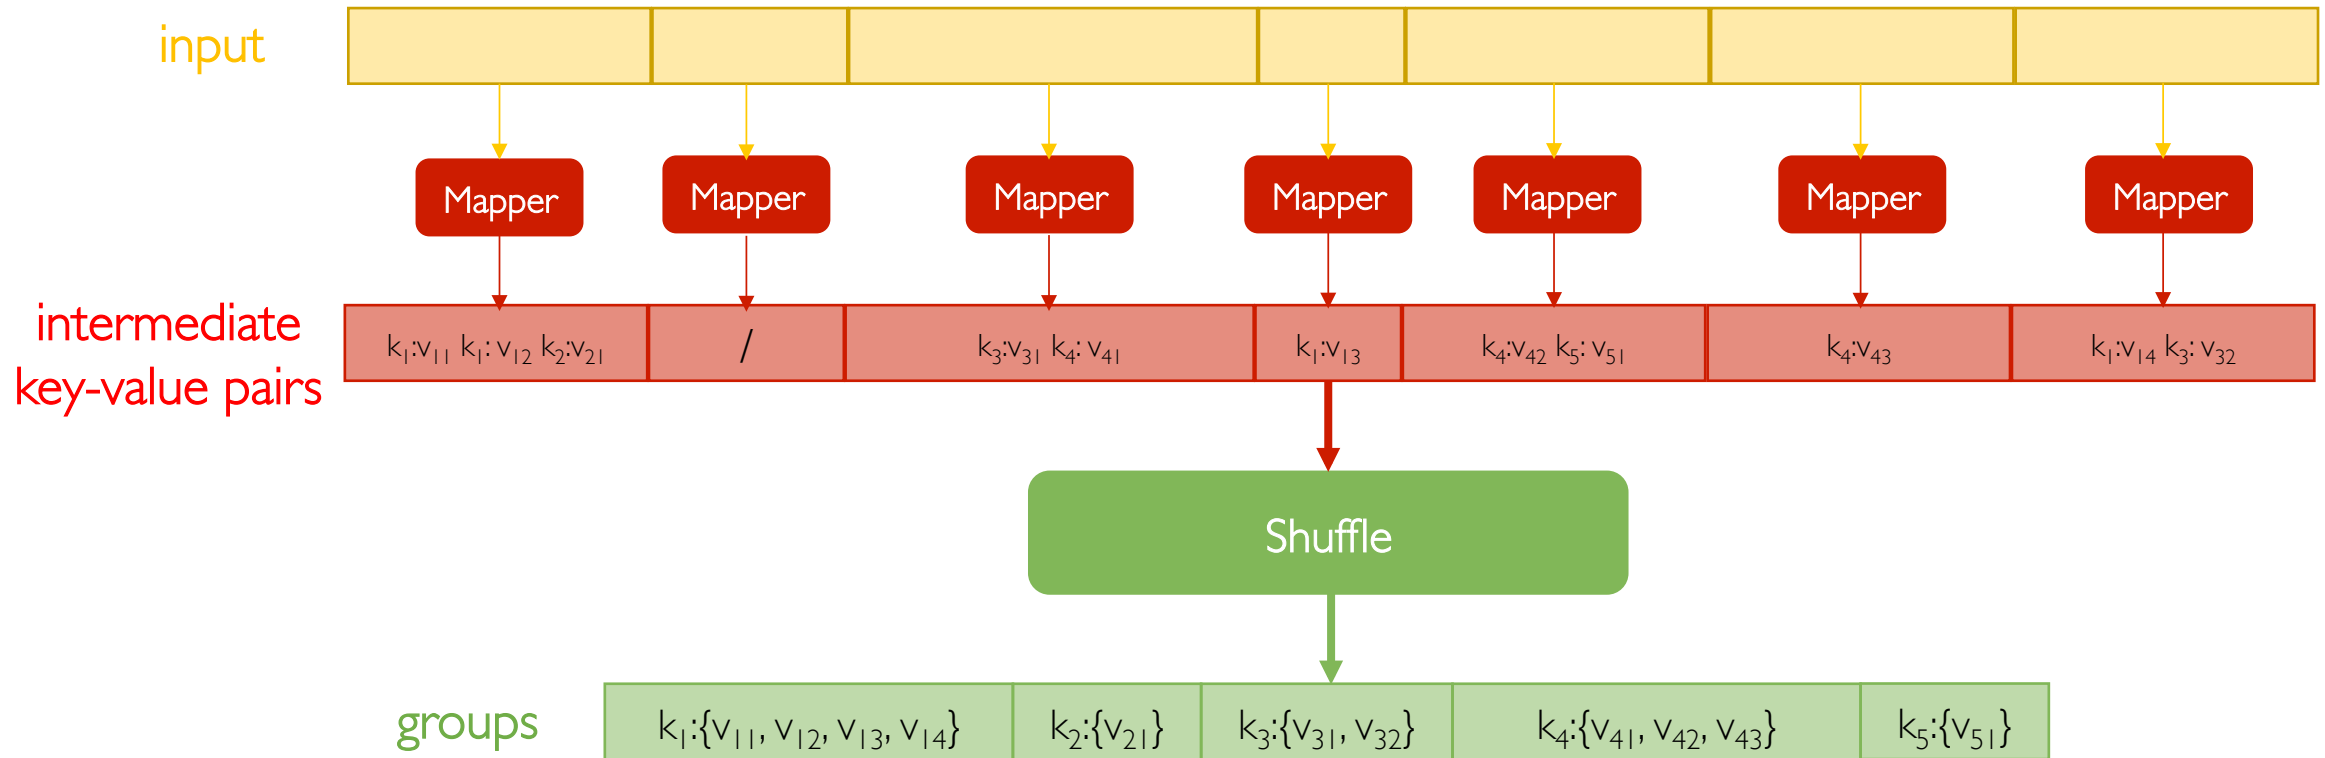 input
Mapper Mapper Mapper Mapper Mapper Mapper Mapper
intermediate
key-value pairs
k₁:v₁₁ k₁: v₁₂ k₂:v₂₁
/
k₃:v₃₁ k₄: v₄₁
k₁:v₁₃
k₄:v₄₂ k₅: v₅₁
k₄:v₄₃
k₁:v₁₄ k₃: v₃₂
Shuffle
groups
k₁:{v₁₁, v₁₂, v₁₃, v₁₄}
k₂:{v₂₁}
k₃:{v₃₁, v₃₂}
k₄:{v₄₁, v₄₂, v₄₃}
k₅:{v₅₁}